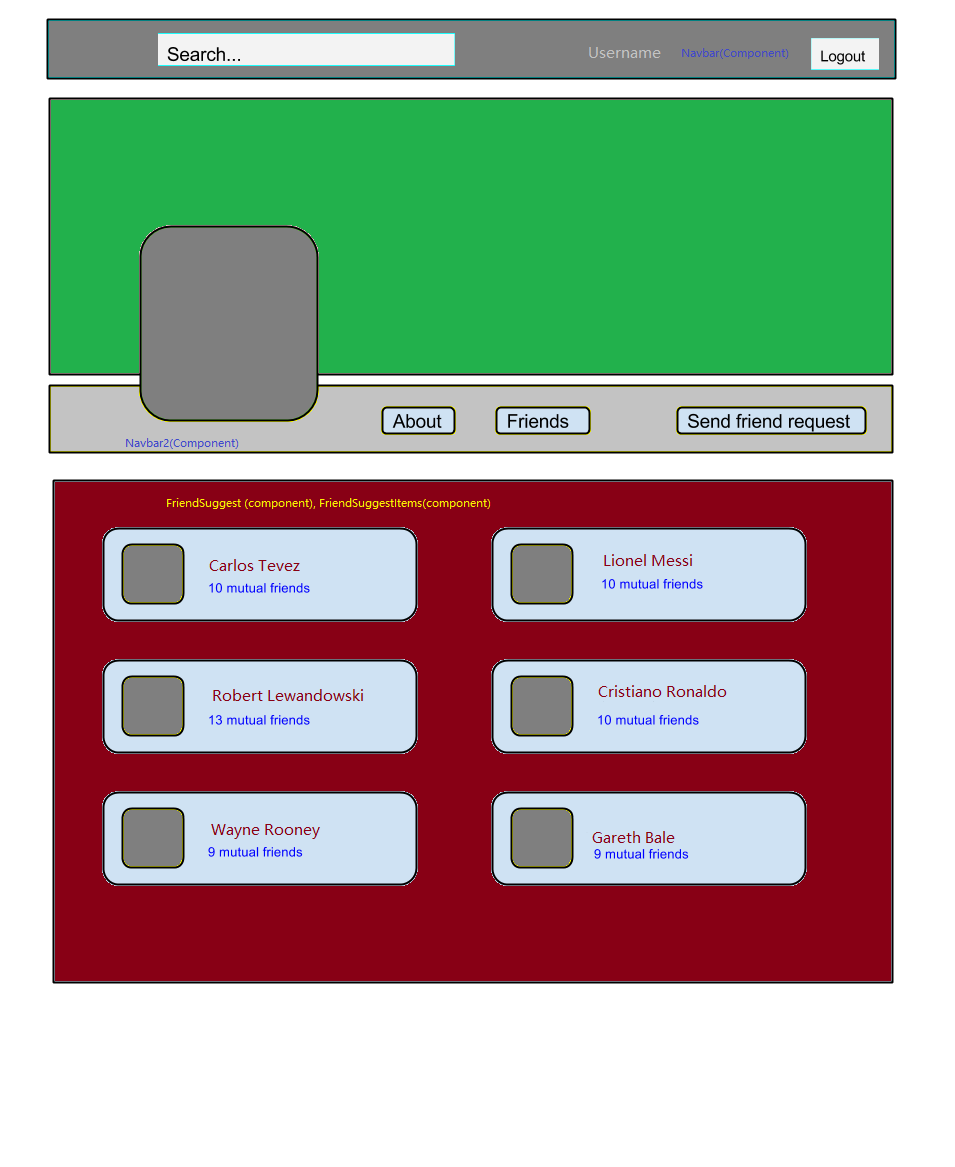 Search...
Username
Navbar(Component)
Logout
About
Friends
Send friend request
Navbar2(Component)
FriendSuggest (component), FriendSuggestItems(component)
Carlos Tevez
10 mutual friends
Lionel Messi
10 mutual friends
Robert Lewandowski
13 mutual friends
Cristiano Ronaldo
10 mutual friends
Wayne Rooney
9 mutual friends
Gareth Bale
9 mutual friends